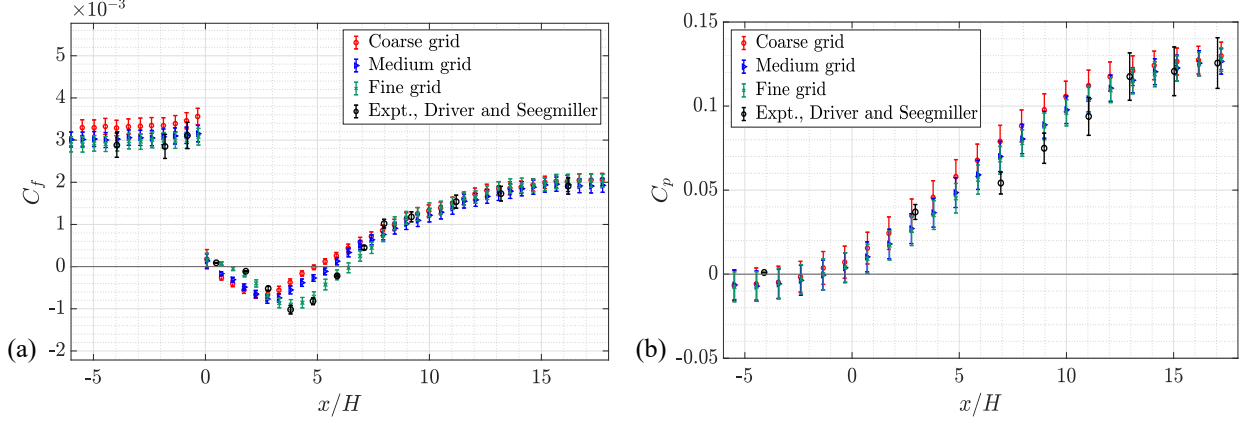 ×10⁻³
5
4
3
2
1
0
-1
-2
C_f
Coarse grid
Medium grid
Fine grid
Expt., Driver and Seegmiller
-5 0 5 10 15
x/H
(a)
0.15
0.1
0.05
0
-0.05
C_p
Coarse grid
Medium grid
Fine grid
Expt., Driver and Seegmiller
-5 0 5 10 15
x/H
(b)